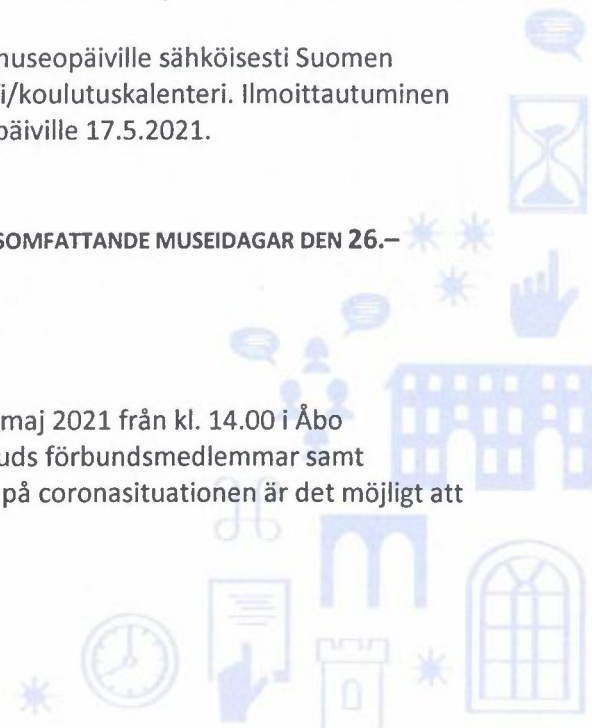 museopäiville sähköisesti Suomen
i/koulutuskalenteri. Ilmoittautuminen
päiville 17.5.2021.
SOMFATTANDE MUSEIDAGAR DEN 26.–
maj 2021 från kl. 14.00 i Åbo
uds förbundsmedlemmar samt
på coronasituationen är det möjligt att